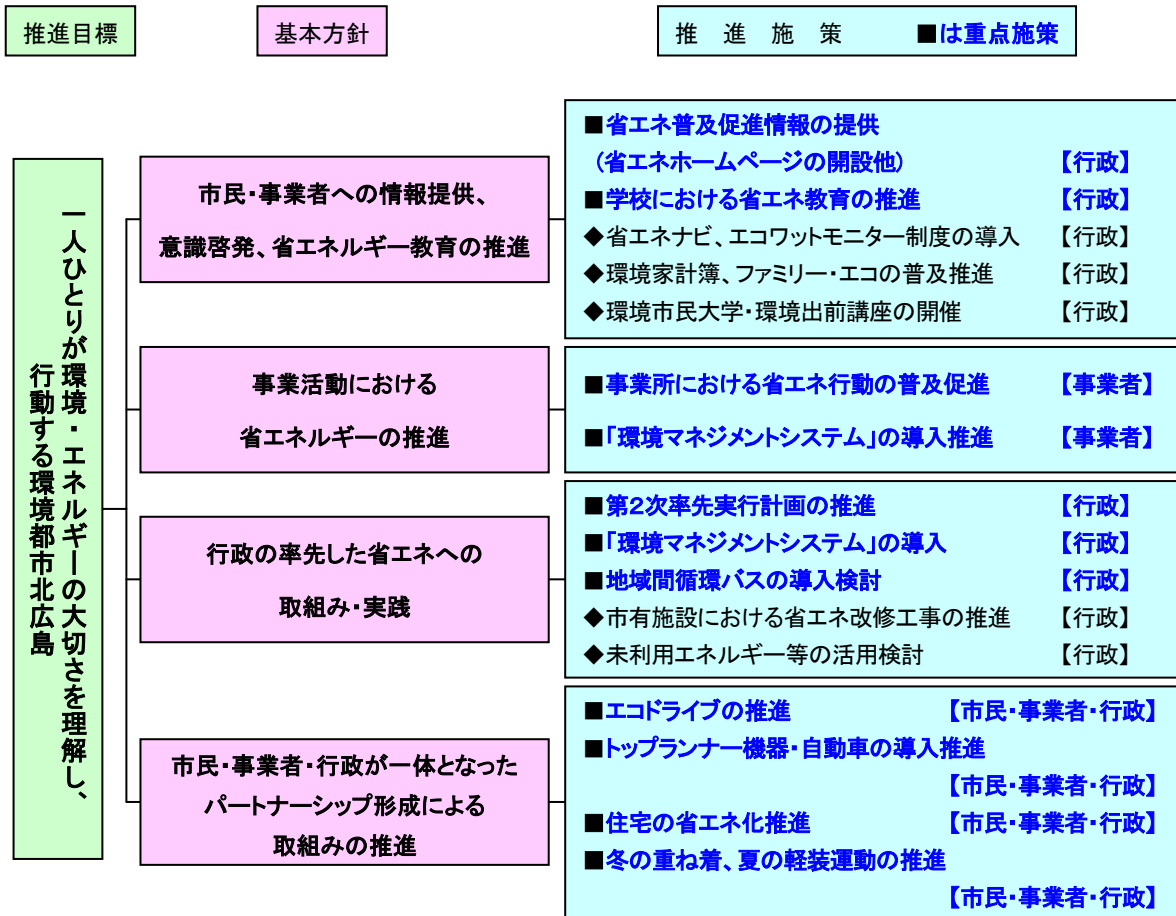 推進目標
基本方針
推進施策 ■は重点施策
一人ひとりが環境・エネルギーの大切さを理解し、
行動する環境都市北広島
市民・事業者への情報提供、
意識啓発、省エネルギー教育の推進
■省エネ普及促進情報の提供
(省エネホームページの開設他) 【行政】
■学校における省エネ教育の推進 【行政】
◆省エネナビ、エコワットモニター制度の導入 【行政】
◆環境家計簿、ファミリー・エコの普及推進 【行政】
◆環境市民大学・環境出前講座の開催 【行政】
事業活動における
省エネルギーの推進
■事業所における省エネ行動の普及促進 【事業者】
■「環境マネジメントシステム」の導入推進 【事業者】
行政の率先した省エネへの
取組み・実践
■第2次率先実行計画の推進 【行政】
■「環境マネジメントシステム」の導入 【行政】
■地域間循環バスの導入検討 【行政】
◆市有施設における省エネ改修工事の推進 【行政】
◆未利用エネルギー等の活用検討 【行政】
市民・事業者・行政が一体となった
パートナーシップ形成による
取組みの推進
■エコドライブの推進 【市民・事業者・行政】
■トップランナー機器・自動車の導入推進
【市民・事業者・行政】
■住宅の省エネ化推進 【市民・事業者・行政】
■冬の重ね着、夏の軽装運動の推進
【市民・事業者・行政】